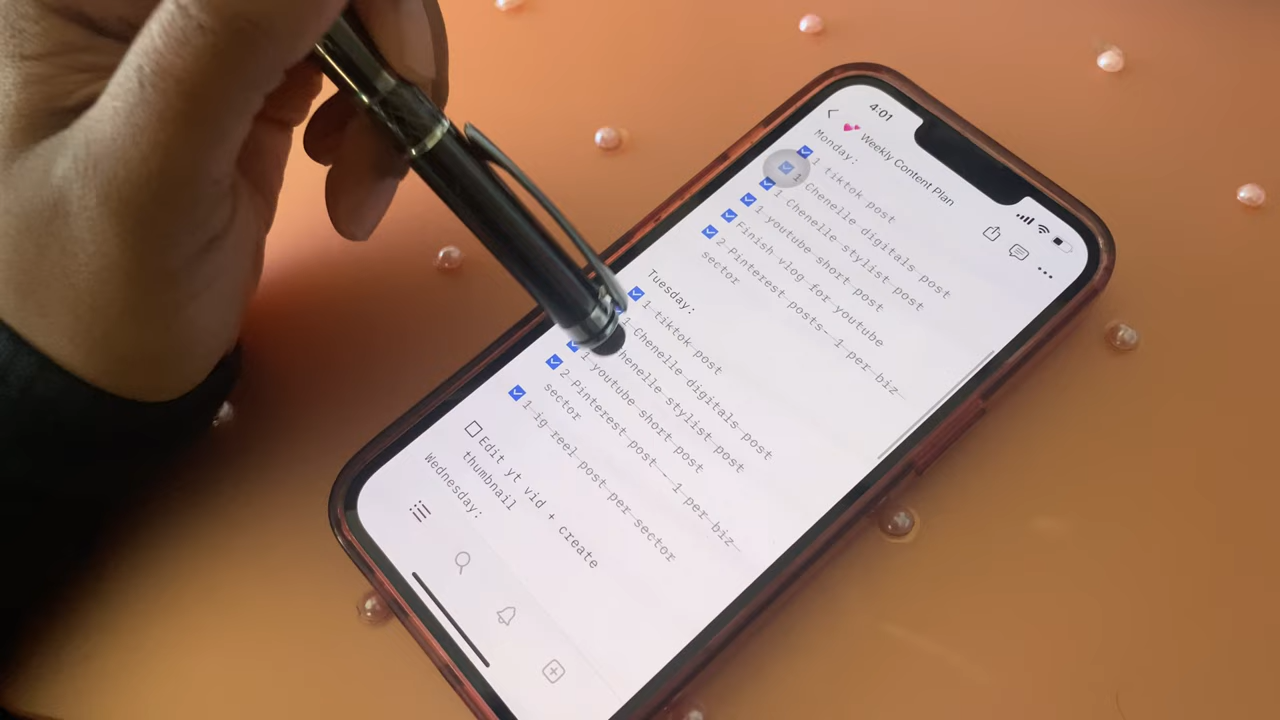 4:01
💕 Weekly Content Plan
Monday:
1 tiktok post
1 Chenelle digitals post
1 Chenelle stylist post
1 youtube short post
Finish vlog for youtube
2 Pinterest posts- 1 per biz
sector
Tuesday:
1 tiktok post
1 Chenelle digitals post
henelle stylist post
1 youtube short post
2 Pinterest post - 1 per biz
sector
1 ig reel post per sector
Edit yt vid + create
thumbnail
Wednesday: